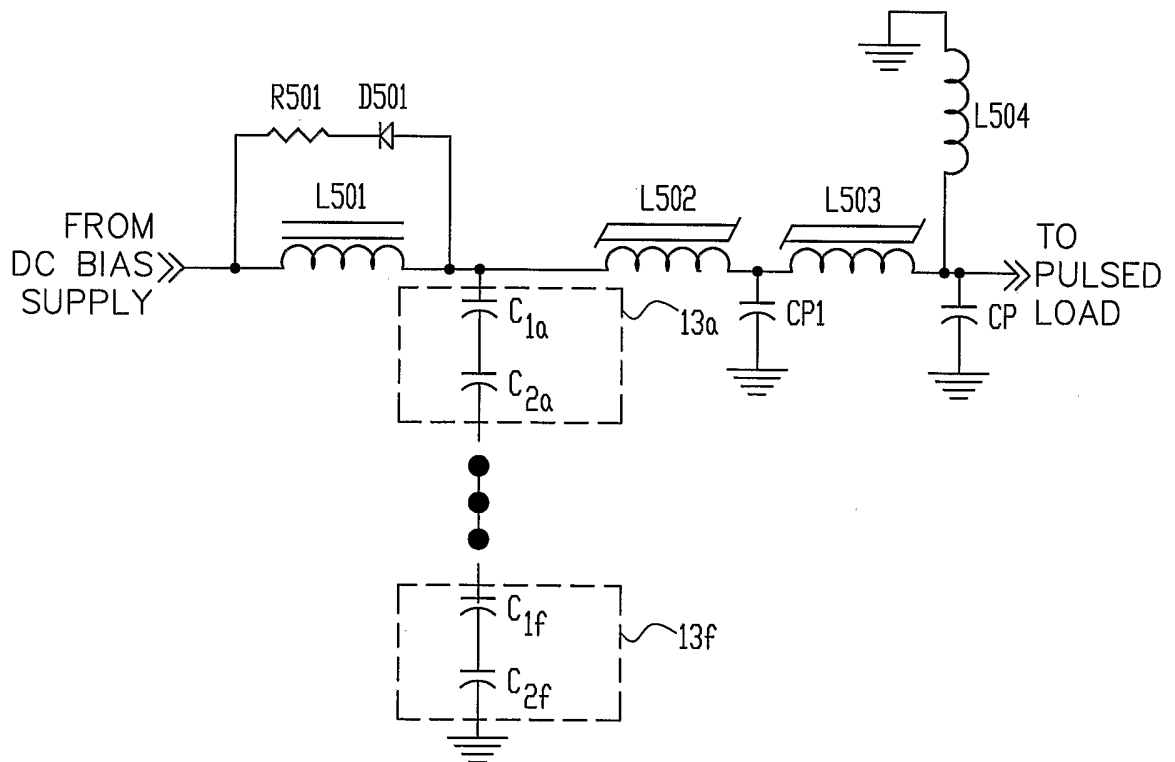 R501 D501
L504
L501
L502
L503
FROM
DC BIAS
SUPPLY
TO
PULSED
LOAD
C1a
13a
CP1
CP
C2a
C1f
13f
C2f